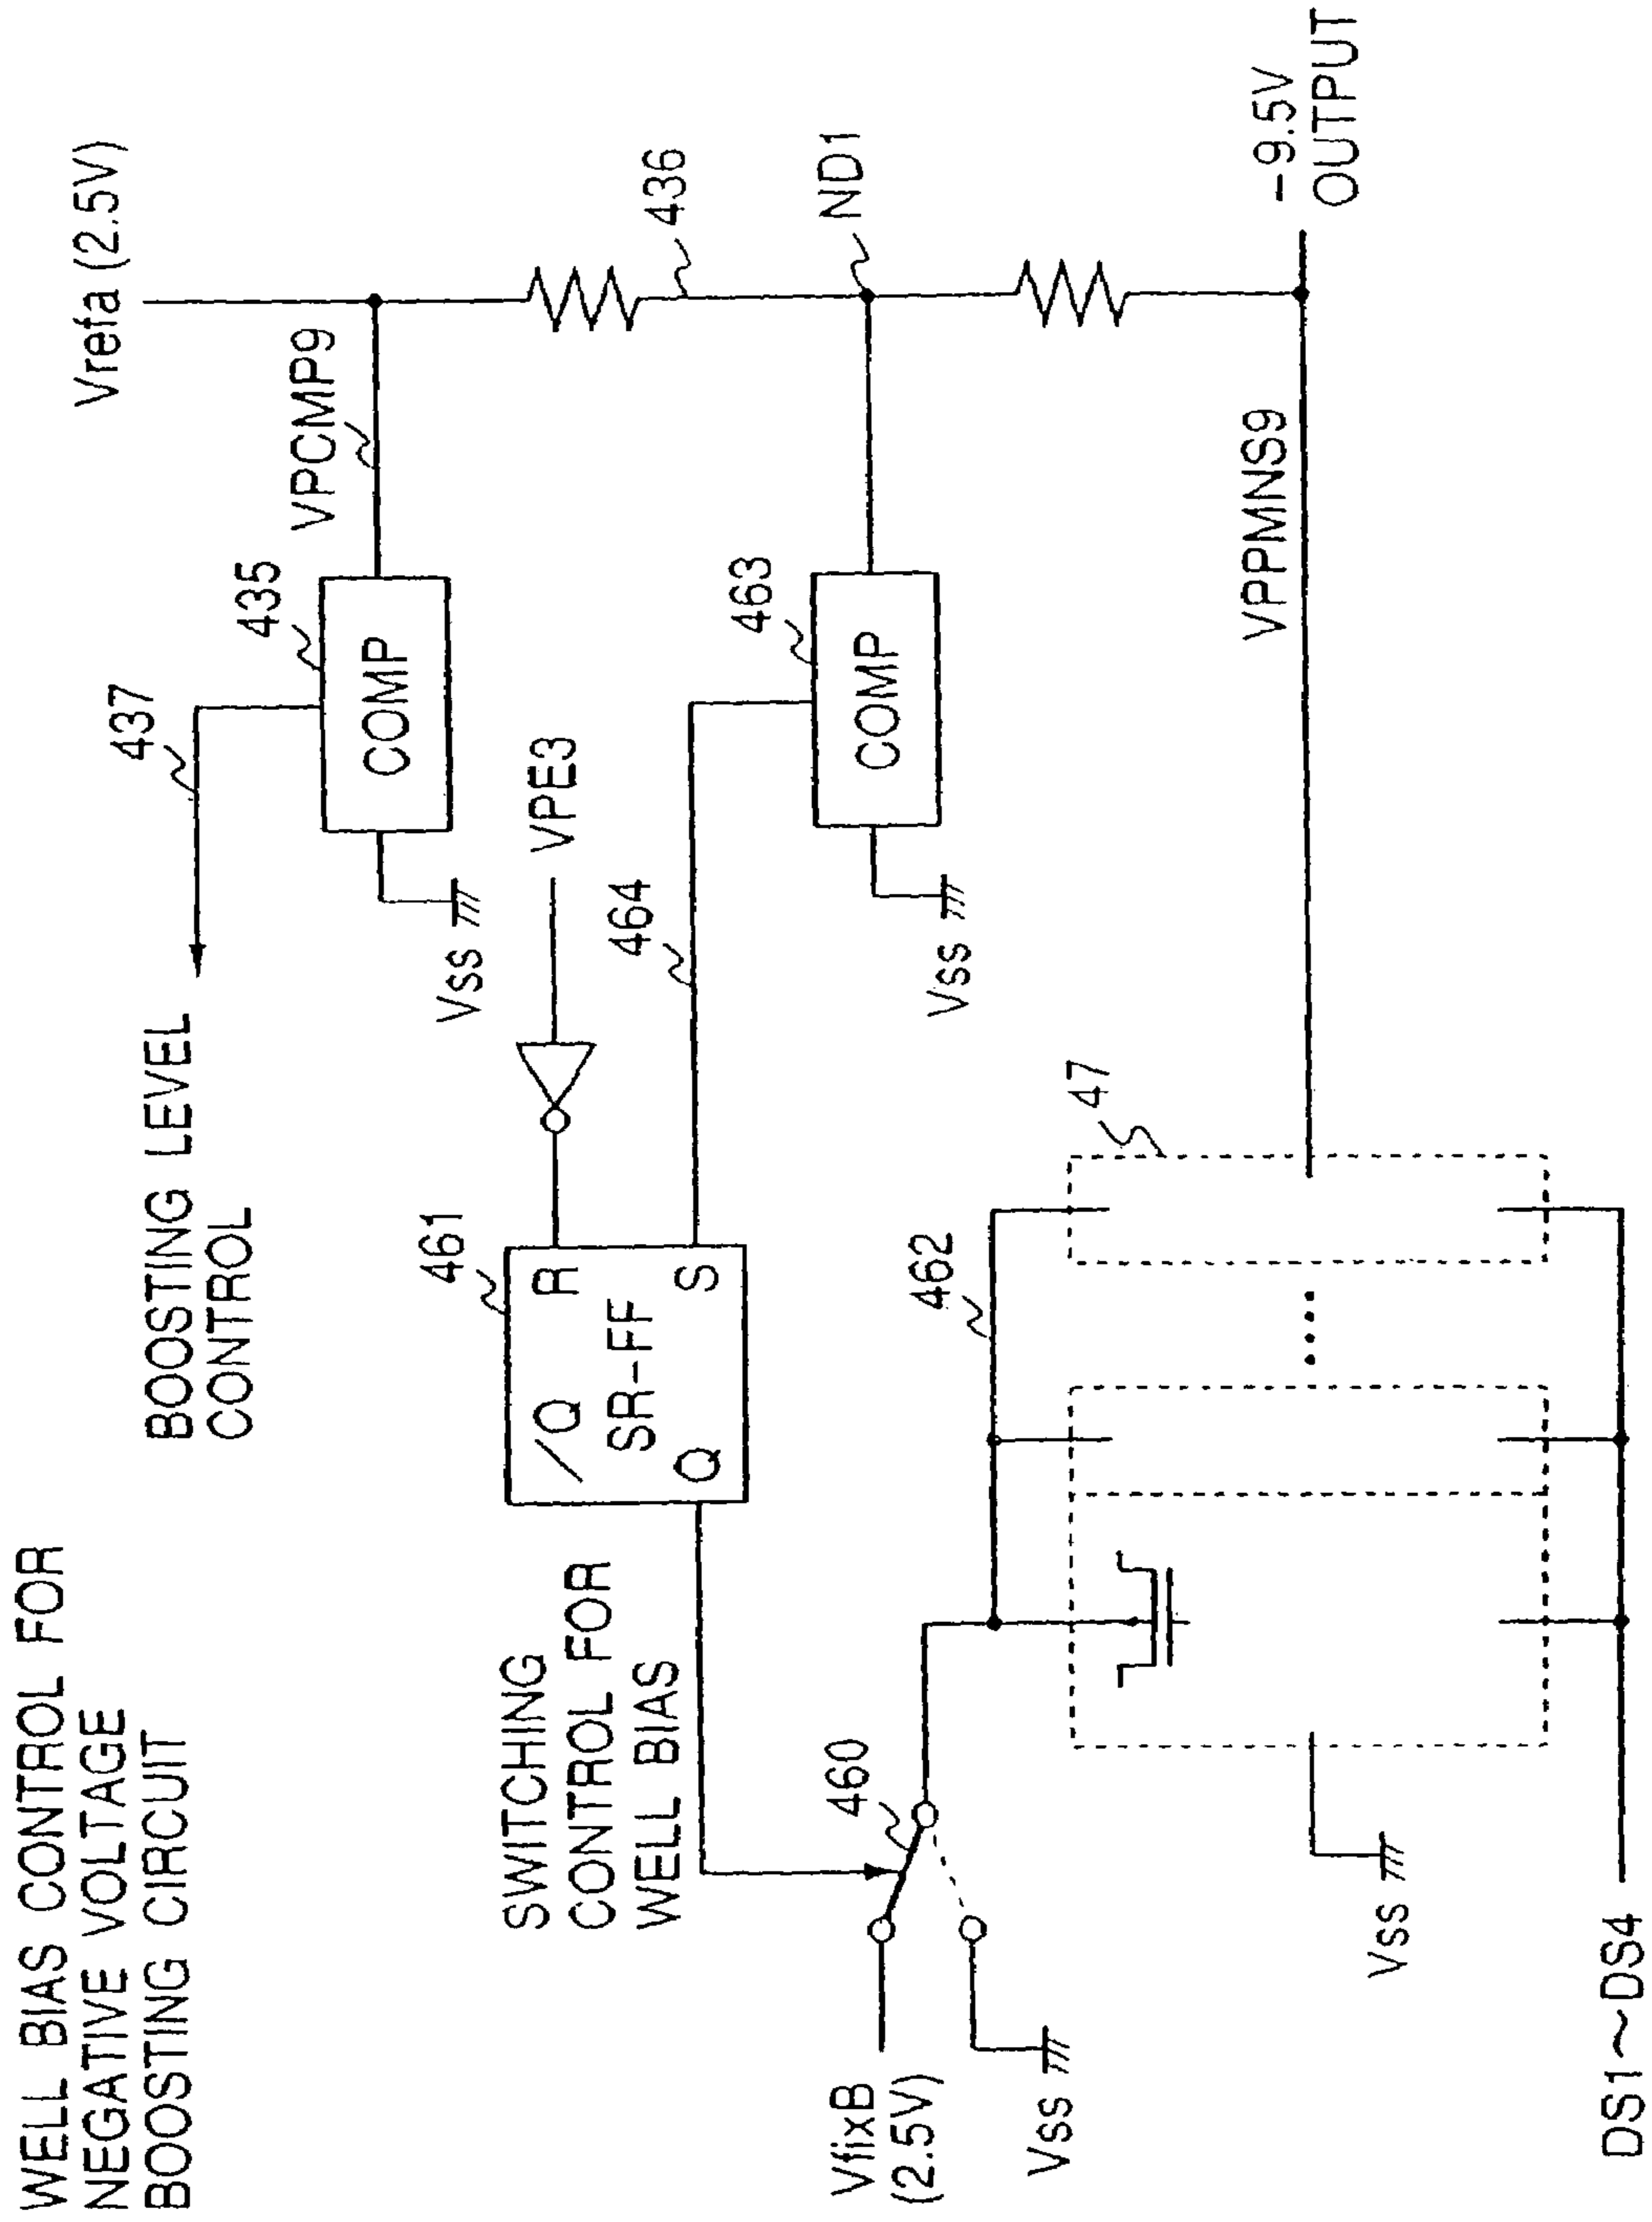 WELL BIAS CONTROL FOR
NEGATIVE VOLTAGE
BOOSTING CIRCUIT
BOOSTING LEVEL
CONTROL
437
435
COMP
Vss
VPCMP9
Vrefa (2.5V)
436
ND1
VPE3
461
R
/Q
SR-FF
Q
S
464
463
COMP
Vss
SWITCHING
CONTROL FOR
WELL BIAS
460
VfixB
(2.5V)
Vss
462
47
VPPMNS9
-9.5V
OUTPUT
Vss
DS1~DS4